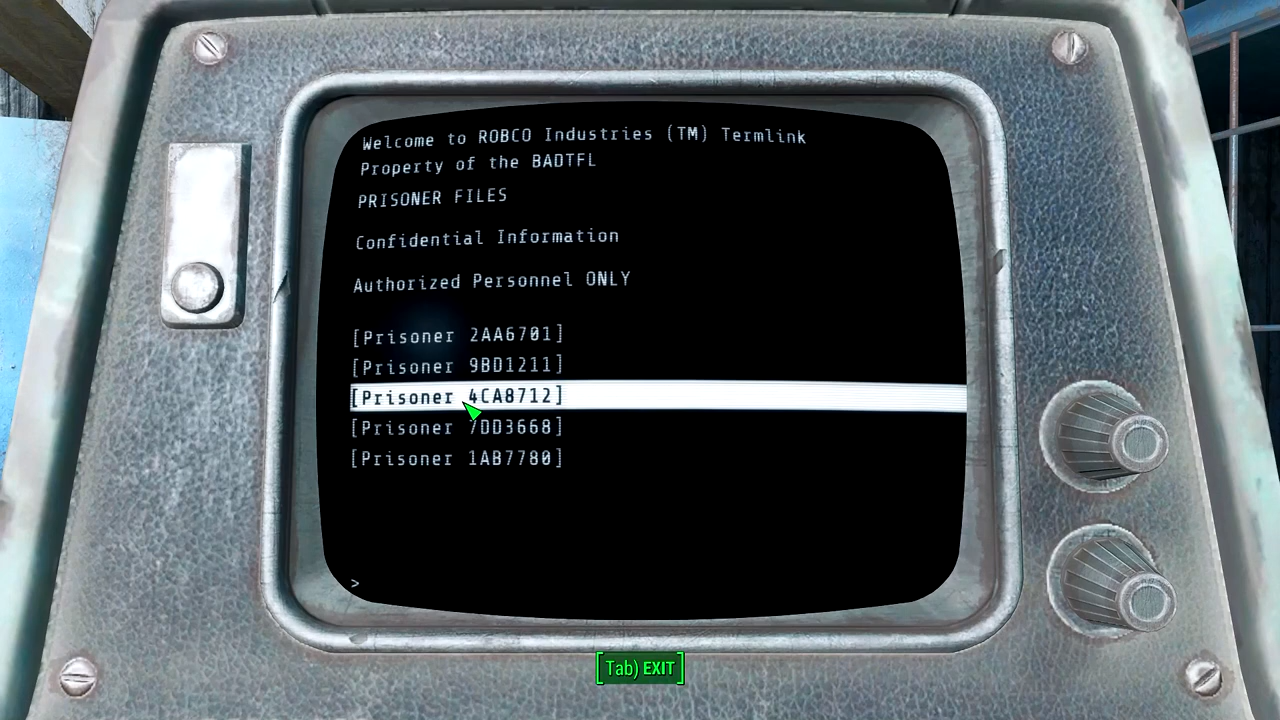 Welcome to ROBCO Industries (TM) Termlink
Property of the BADTFL
PRISONER FILES
Confidential Information
Authorized Personnel ONLY
[Prisoner 2AA6701]
[Prisoner 9BD1211]
[Prisoner 4CA8712]
[Prisoner 7DD3668]
[Prisoner 1AB7780]
>
Tab) EXIT